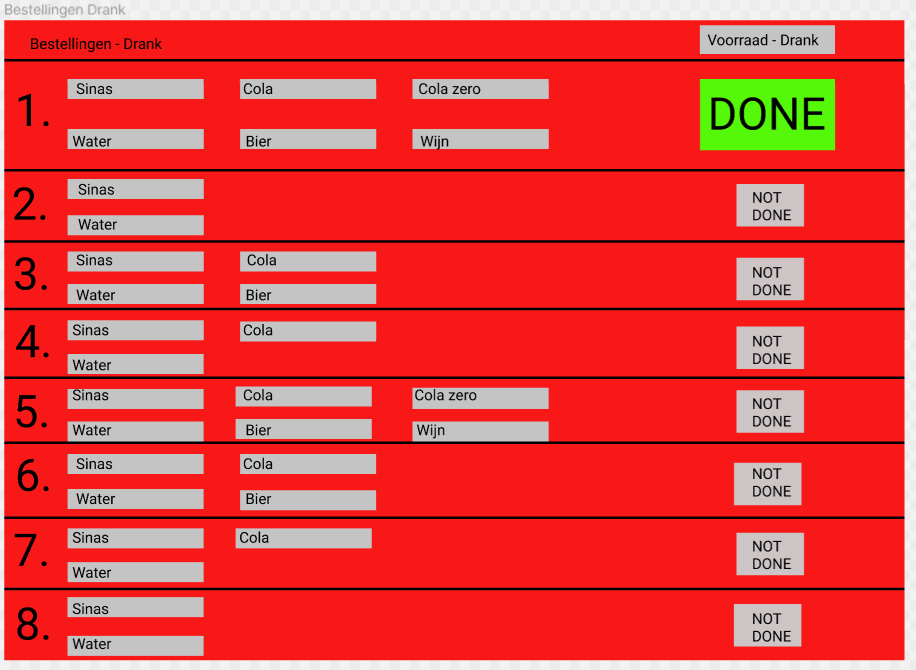 Bestellingen Drank
Bestellingen - Drank
Voorraad - Drank
1.
Sinas
Cola
Cola zero
Water
Bier
Wijn
DONE
2.
Sinas
Water
NOT
DONE
3.
Sinas
Cola
Water
Bier
NOT
DONE
4.
Sinas
Cola
Water
NOT
DONE
5.
Sinas
Cola
Cola zero
Water
Bier
Wijn
NOT
DONE
6.
Sinas
Cola
Water
Bier
NOT
DONE
7.
Sinas
Cola
Water
NOT
DONE
8.
Sinas
Water
NOT
DONE